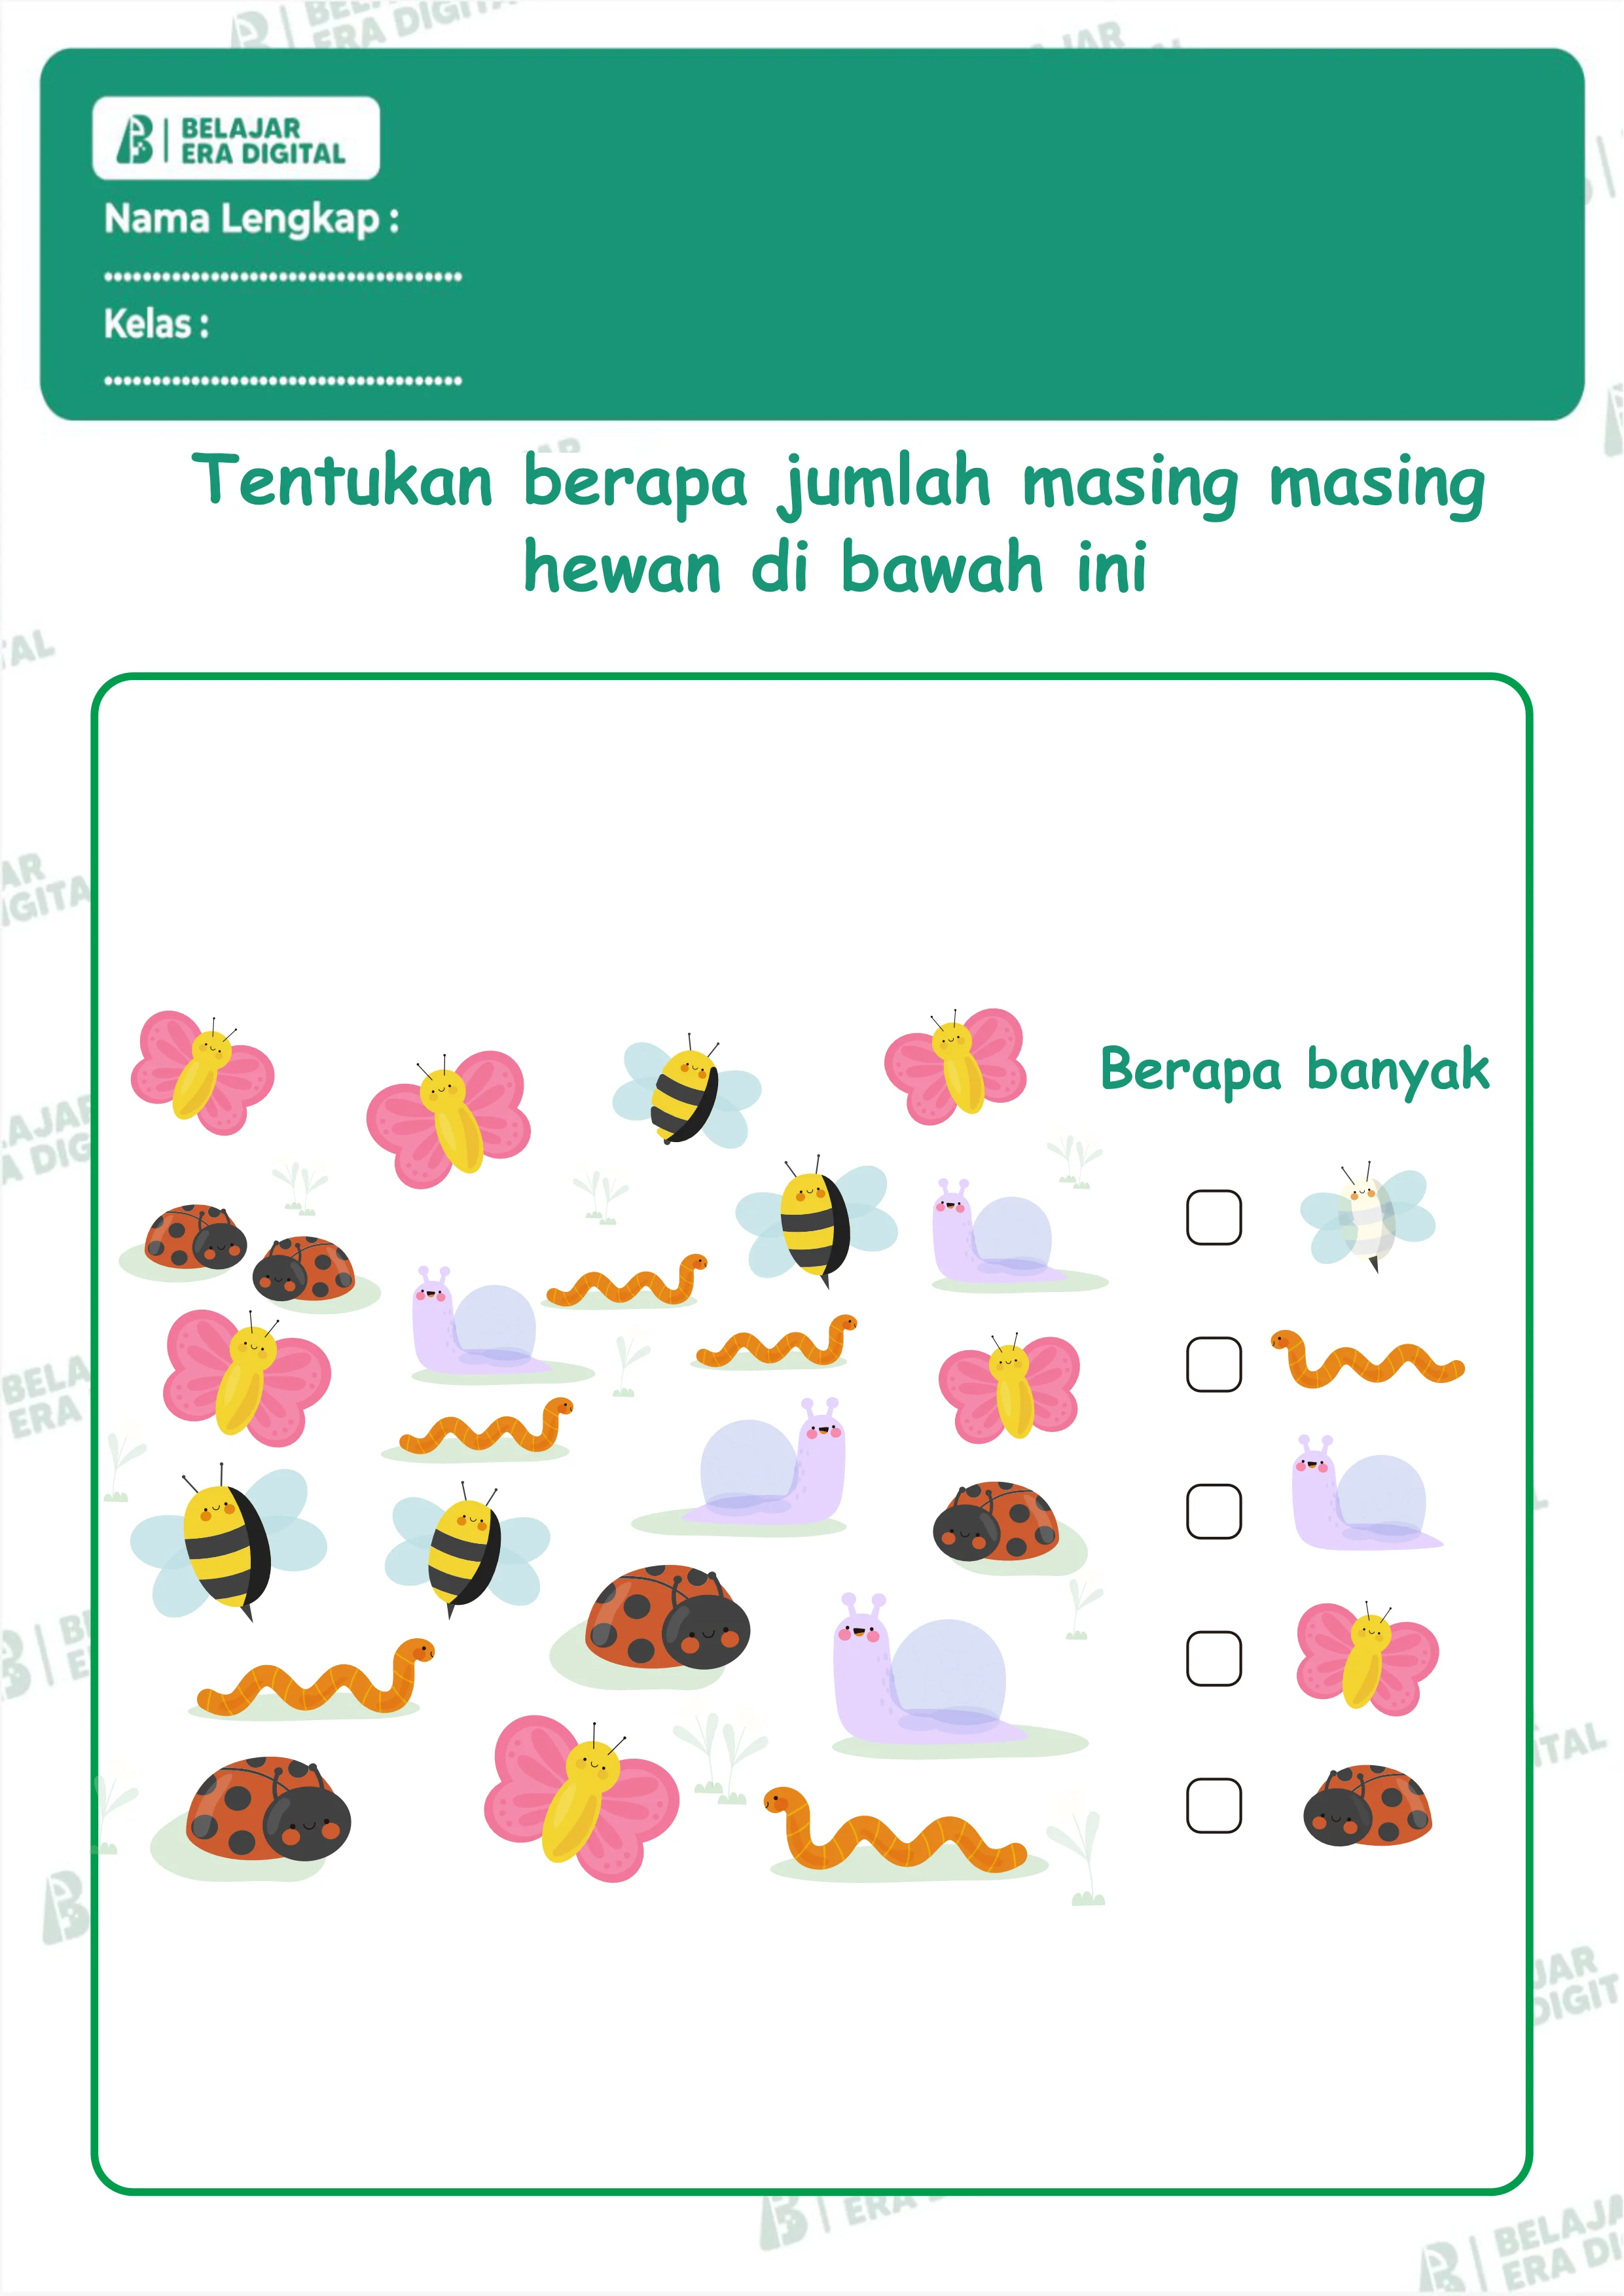 BELAJAR
ERA DIGITAL
Nama Lengkap :
Kelas :
Tentukan berapa jumlah masing masing
hewan di bawah ini
Berapa banyak